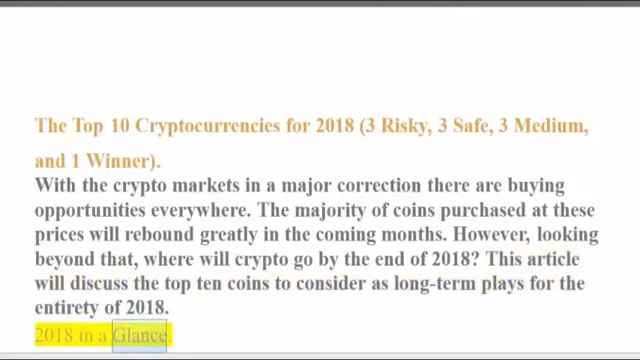 The Top 10 Cryptocurrencies for 2018 (3 Risky, 3 Safe, 3 Medium,
and 1 Winner).
With the crypto markets in a major correction there are buying
opportunities everywhere. The majority of coins purchased at these
prices will rebound greatly in the coming months. However, looking
beyond that, where will crypto go by the end of 2018? This article
will discuss the top ten coins to consider as long-term plays for the
entirety of 2018.
2018 in a Glance.